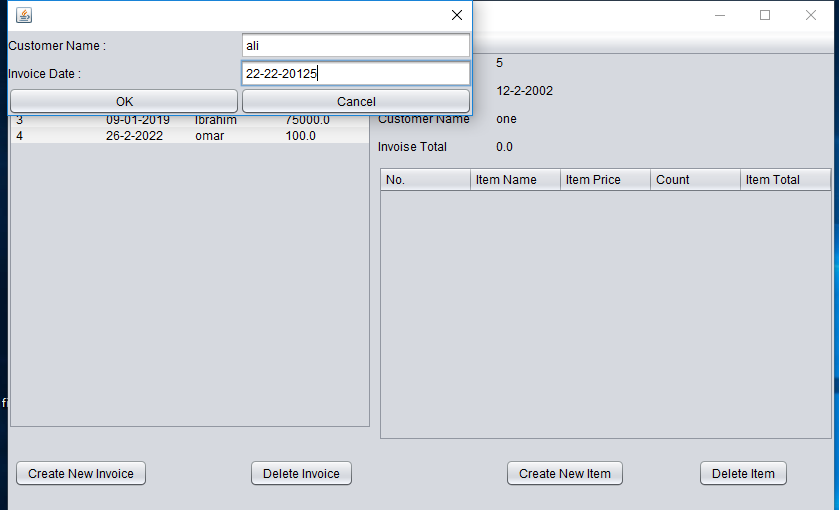 Customer Name :
ali
Invoice Date :
22-22-20125
OK
Cancel
3 09-01-2019 Ibrahim 75000.0
4 26-2-2022 omar 100.0
5
12-2-2002
Customer Name one
Invoise Total 0.0
No. Item Name Item Price Count Item Total
fi
Create New Invoice
Delete Invoice
Create New Item
Delete Item